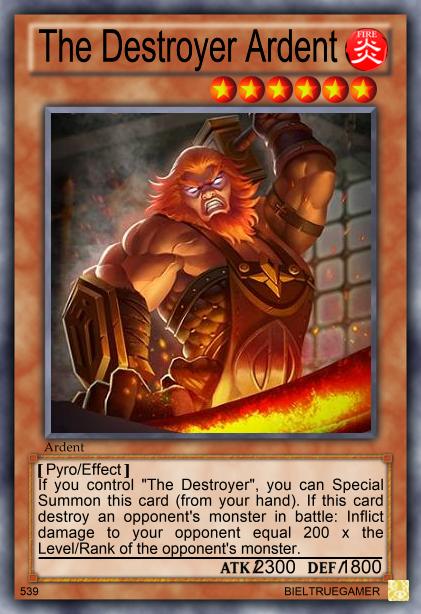 The Destroyer Ardent
FIRE
炎
Ardent
[ Pyro/Effect ]
If you control "The Destroyer", you can Special
Summon this card (from your hand). If this card
destroy an opponent's monster in battle: Inflict
damage to your opponent equal 200 x the
Level/Rank of the opponent's monster.
ATK/2300 DEF/1800
539 BIELTRUEGAMER